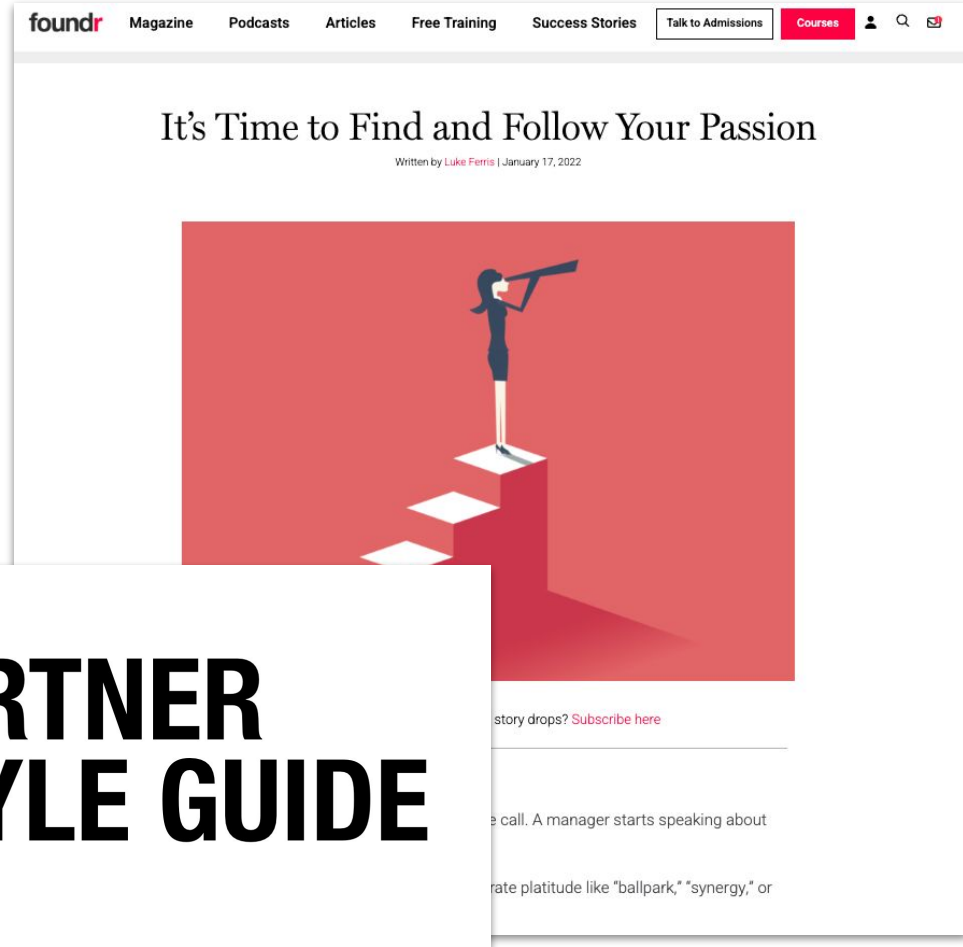 foundr Magazine Podcasts Articles Free Training Success Stories Talk to Admissions Courses
It's Time to Find and Follow Your Passion
Written by Luke Ferris | January 17, 2022
story drops? Subscribe here
e call. A manager starts speaking about
rate platitude like “ballpark,” “synergy,” or
RTNER
YLE GUIDE